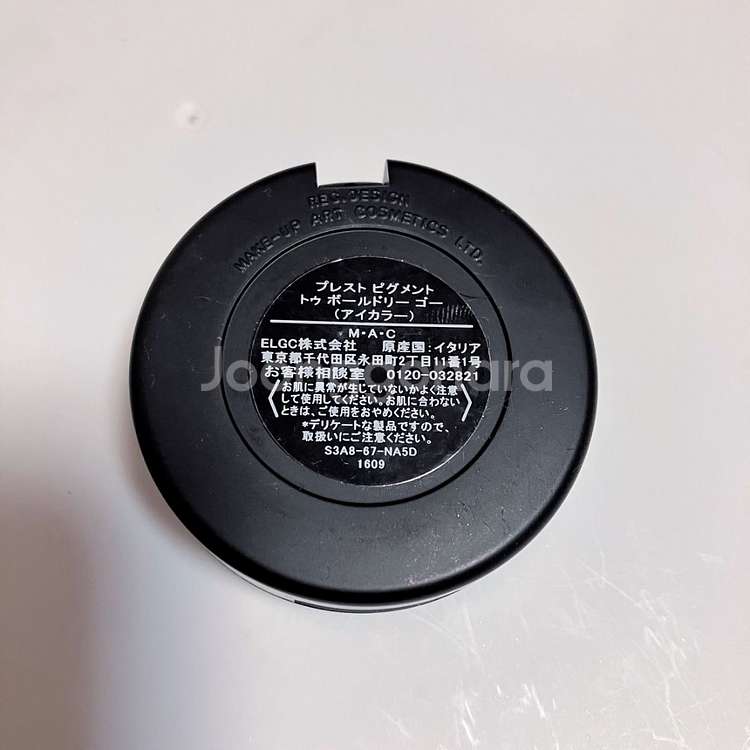 REG.DESIGN
MAKE-UP ART COSMETICS LTD.
プレスト ピグメント
トゥ ボールドリー ゴー
(アイカラー)
M・A・C
ELGC株式会社 原産国:イタリア
東京都千代田区永田町2丁目11番1号
お客様相談室 0120-032821
お肌に異常が生じていないかよく注意
して使用してください。お肌に合わない
ときは、ご使用をおやめください。
*デリケートな製品ですので、
取扱いにご注意ください。
S3A8-67-NA5D
1609